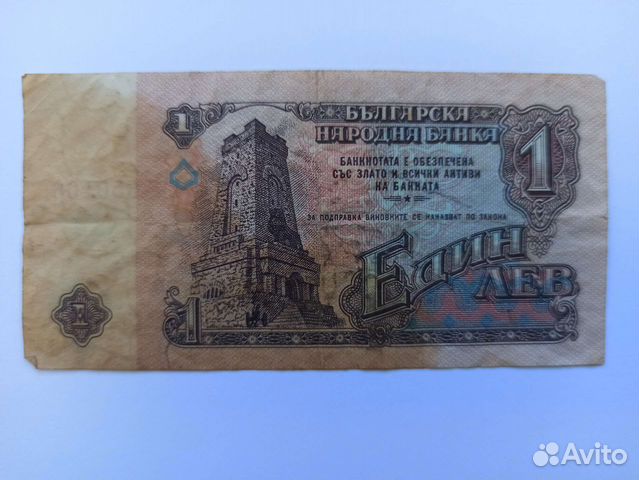 1
БЪЛГАРСКА
НАРОДНА БАНКА
БАНКНОТАТА Е ОБЕЗПЕЧЕНА
СЪС ЗЛАТО И ВСИЧКИ АКТИВИ
НА БАНКАТА
ЗА ПОДПРАВКА ВИНОВНИТЕ СЕ НАКАЗВАТ ПО ЗАКОНА
1
ЕДИН
ЛЕВ
1
Avito